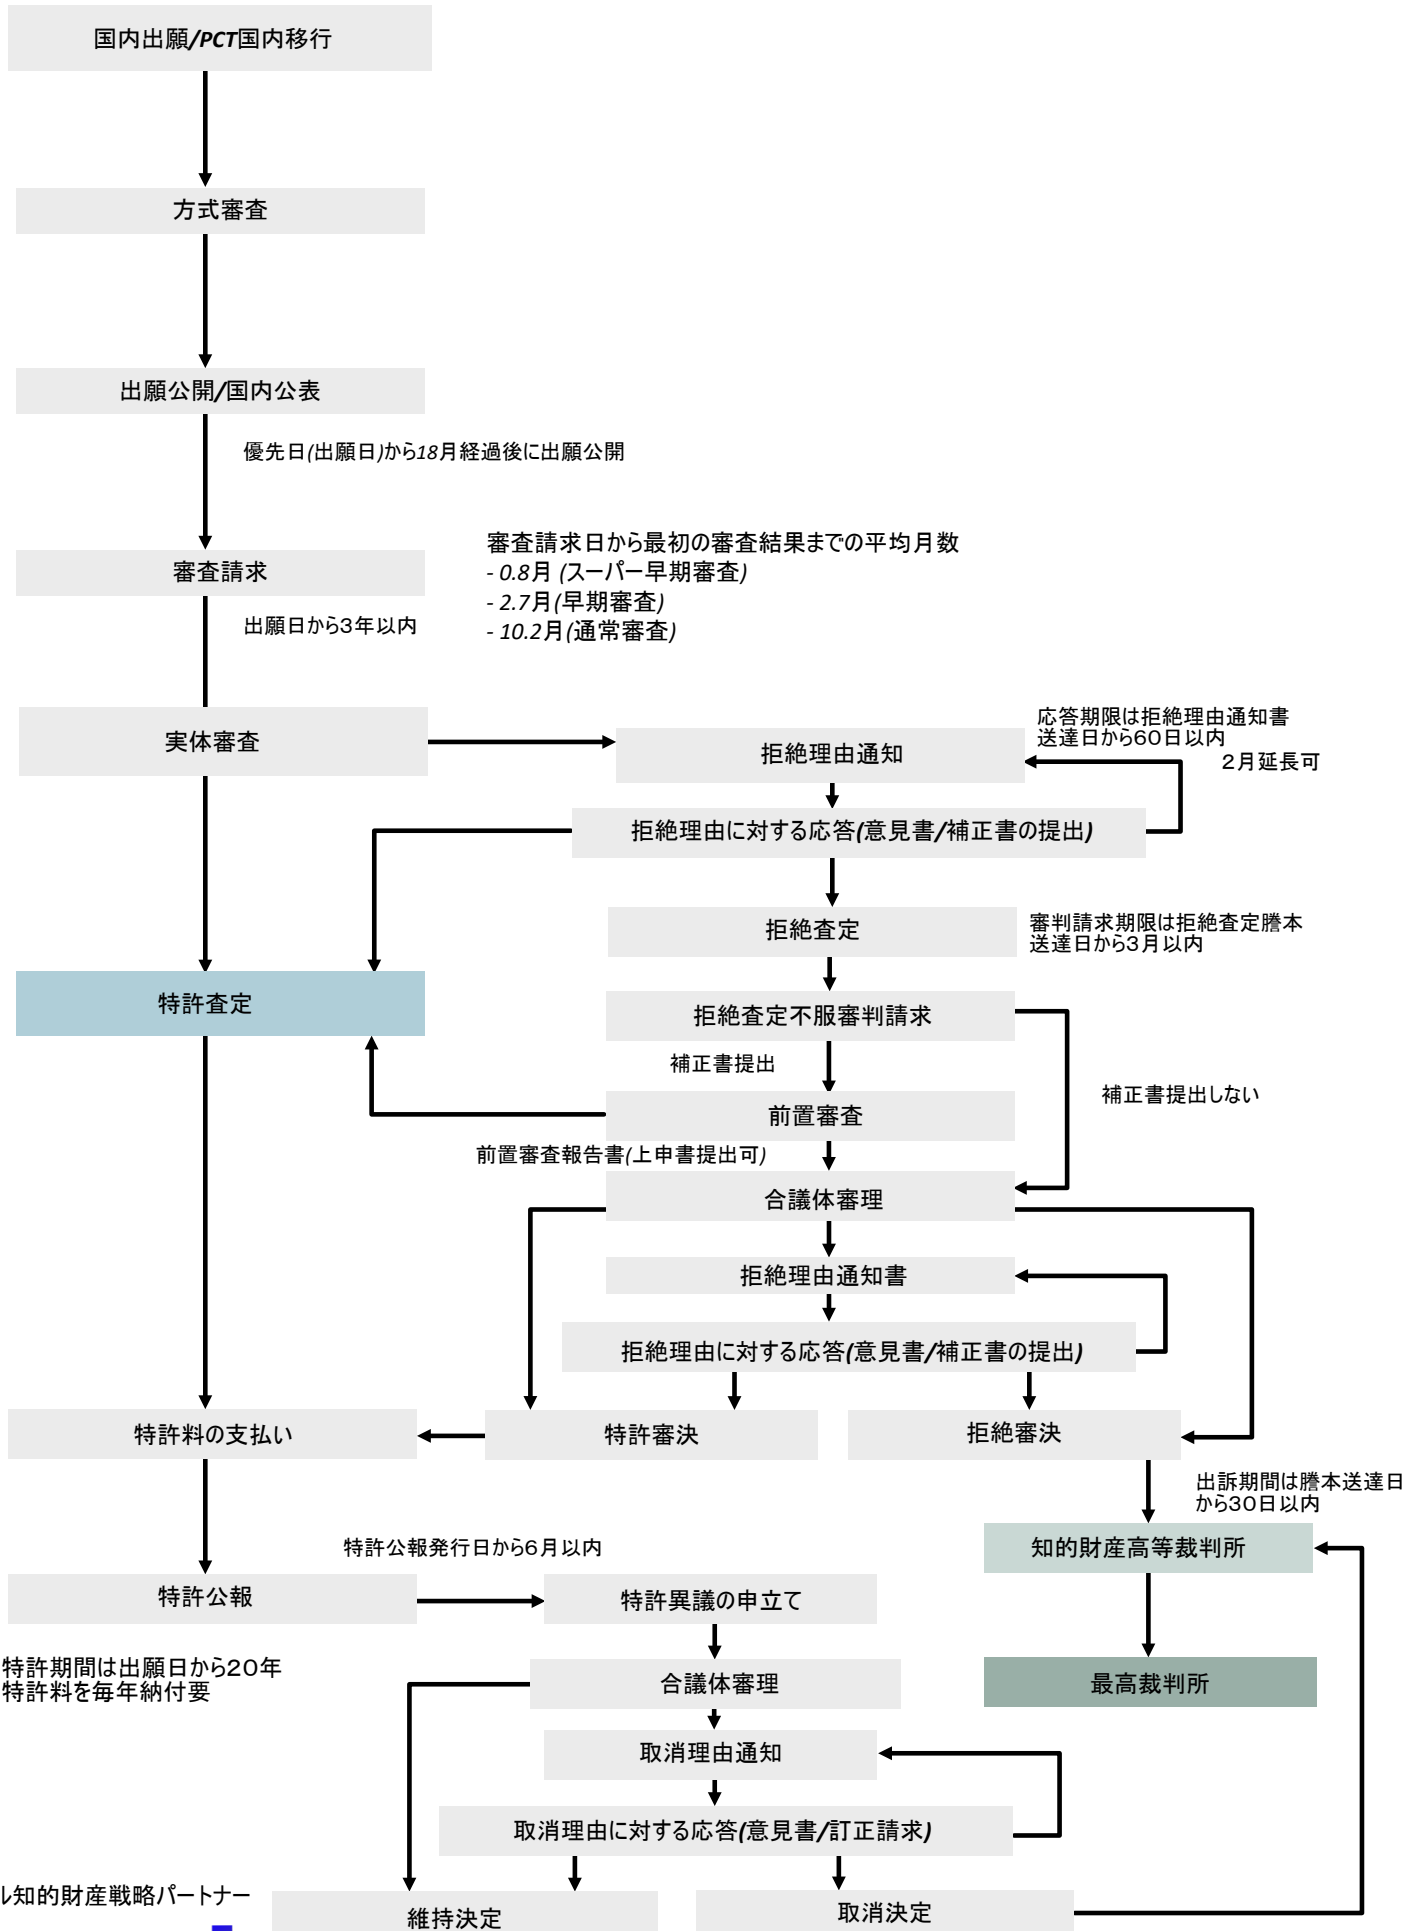 国内出願/PCT国内移行
方式審査
出願公開/国内公表
優先日(出願日)から18月経過後に出願公開
審査請求
審査請求日から最初の審査結果までの平均月数
- 0.8月 (スーパー早期審査)
- 2.7月(早期審査)
- 10.2月(通常審査)
出願日から3年以内
実体審査
応答期限は拒絶理由通知書
送達日から60日以内
2月延長可
拒絶理由通知
拒絶理由に対する応答(意見書/補正書の提出)
拒絶査定
審判請求期限は拒絶査定謄本
送達日から3月以内
特許査定
拒絶査定不服審判請求
補正書提出
補正書提出しない
前置審査
前置審査報告書(上申書提出可)
合議体審理
拒絶理由通知書
拒絶理由に対する応答(意見書/補正書の提出)
特許料の支払い
特許審決
拒絶審決
出訴期間は謄本送達日
から30日以内
知的財産高等裁判所
特許公報発行日から6月以内
特許公報
特許異議の申立て
特許期間は出願日から20年
特許料を毎年納付要
合議体審理
最高裁判所
取消理由通知
取消理由に対する応答(意見書/訂正請求)
ル知的財産戦略パートナー
維持決定
取消決定